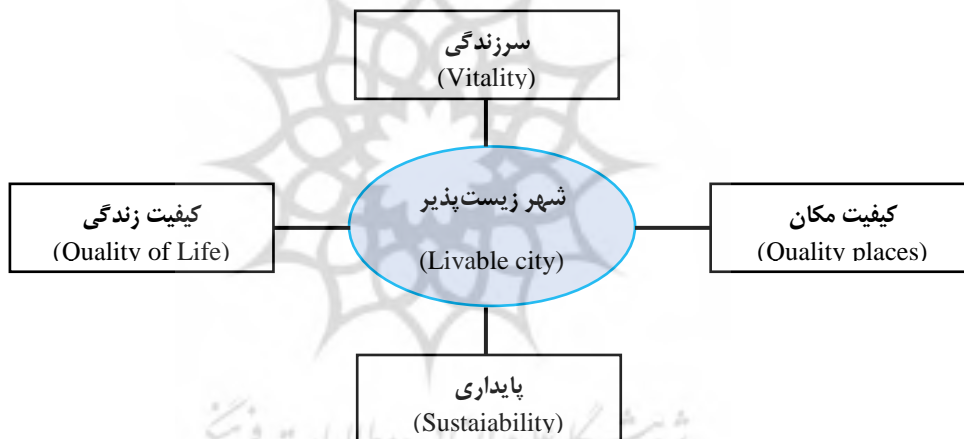 سرزندگی
(Vitality)
شهر زیست‌پذیر
(Livable city)
کیفیت زندگی
(Quality of Life)
کیفیت مکان
(Quality places)
پایداری
(Sustaiability)